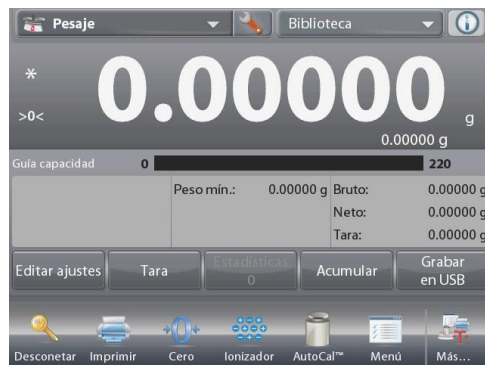 Pesaje
Biblioteca
*
>0<
0.00000 g
0.00000 g
Guía capacidad 0 220
Peso mín.: 0.00000 g Bruto: 0.00000 g
Neto: 0.00000 g
Tara: 0.00000 g
Editar ajustes
Tara
Estadísticas
0
Acumular
Grabar
en USB
Desconetar
Imprimir
Cero
Ionizador
AutoCal™
Menú
Más...